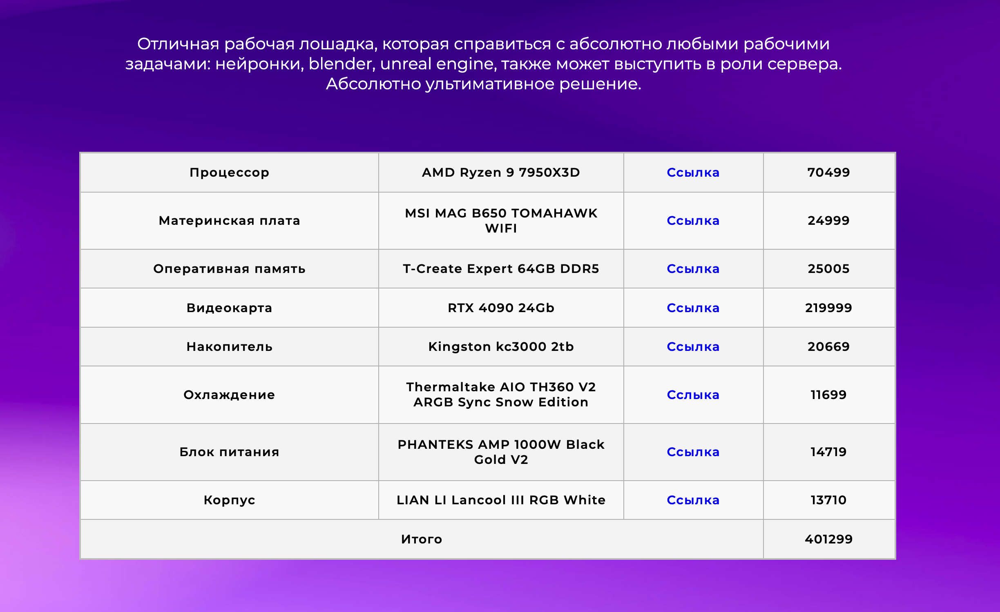 Отличная рабочая лошадка, которая справиться с абсолютно любыми рабочими
задачами: нейронки, blender, unreal engine, также может выступить в роли сервера.
Абсолютно ультимативное решение.
Процессор AMD Ryzen 9 7950X3D Ссылка 70499
Материнская плата MSI MAG B650 TOMAHAWK
WIFI Ссылка 24999
Оперативная память T-Create Expert 64GB DDR5 Ссылка 25005
Видеокарта RTX 4090 24Gb Ссылка 219999
Накопитель Kingston kc3000 2tb Ссылка 20669
Охлаждение Thermaltake AIO TH360 V2
ARGB Sync Snow Edition Сслыка 11699
Блок питания PHANTEKS AMP 1000W Black
Gold V2 Ссылка 14719
Корпус LIAN LI Lancool III RGB White Ссылка 13710
Итого 401299